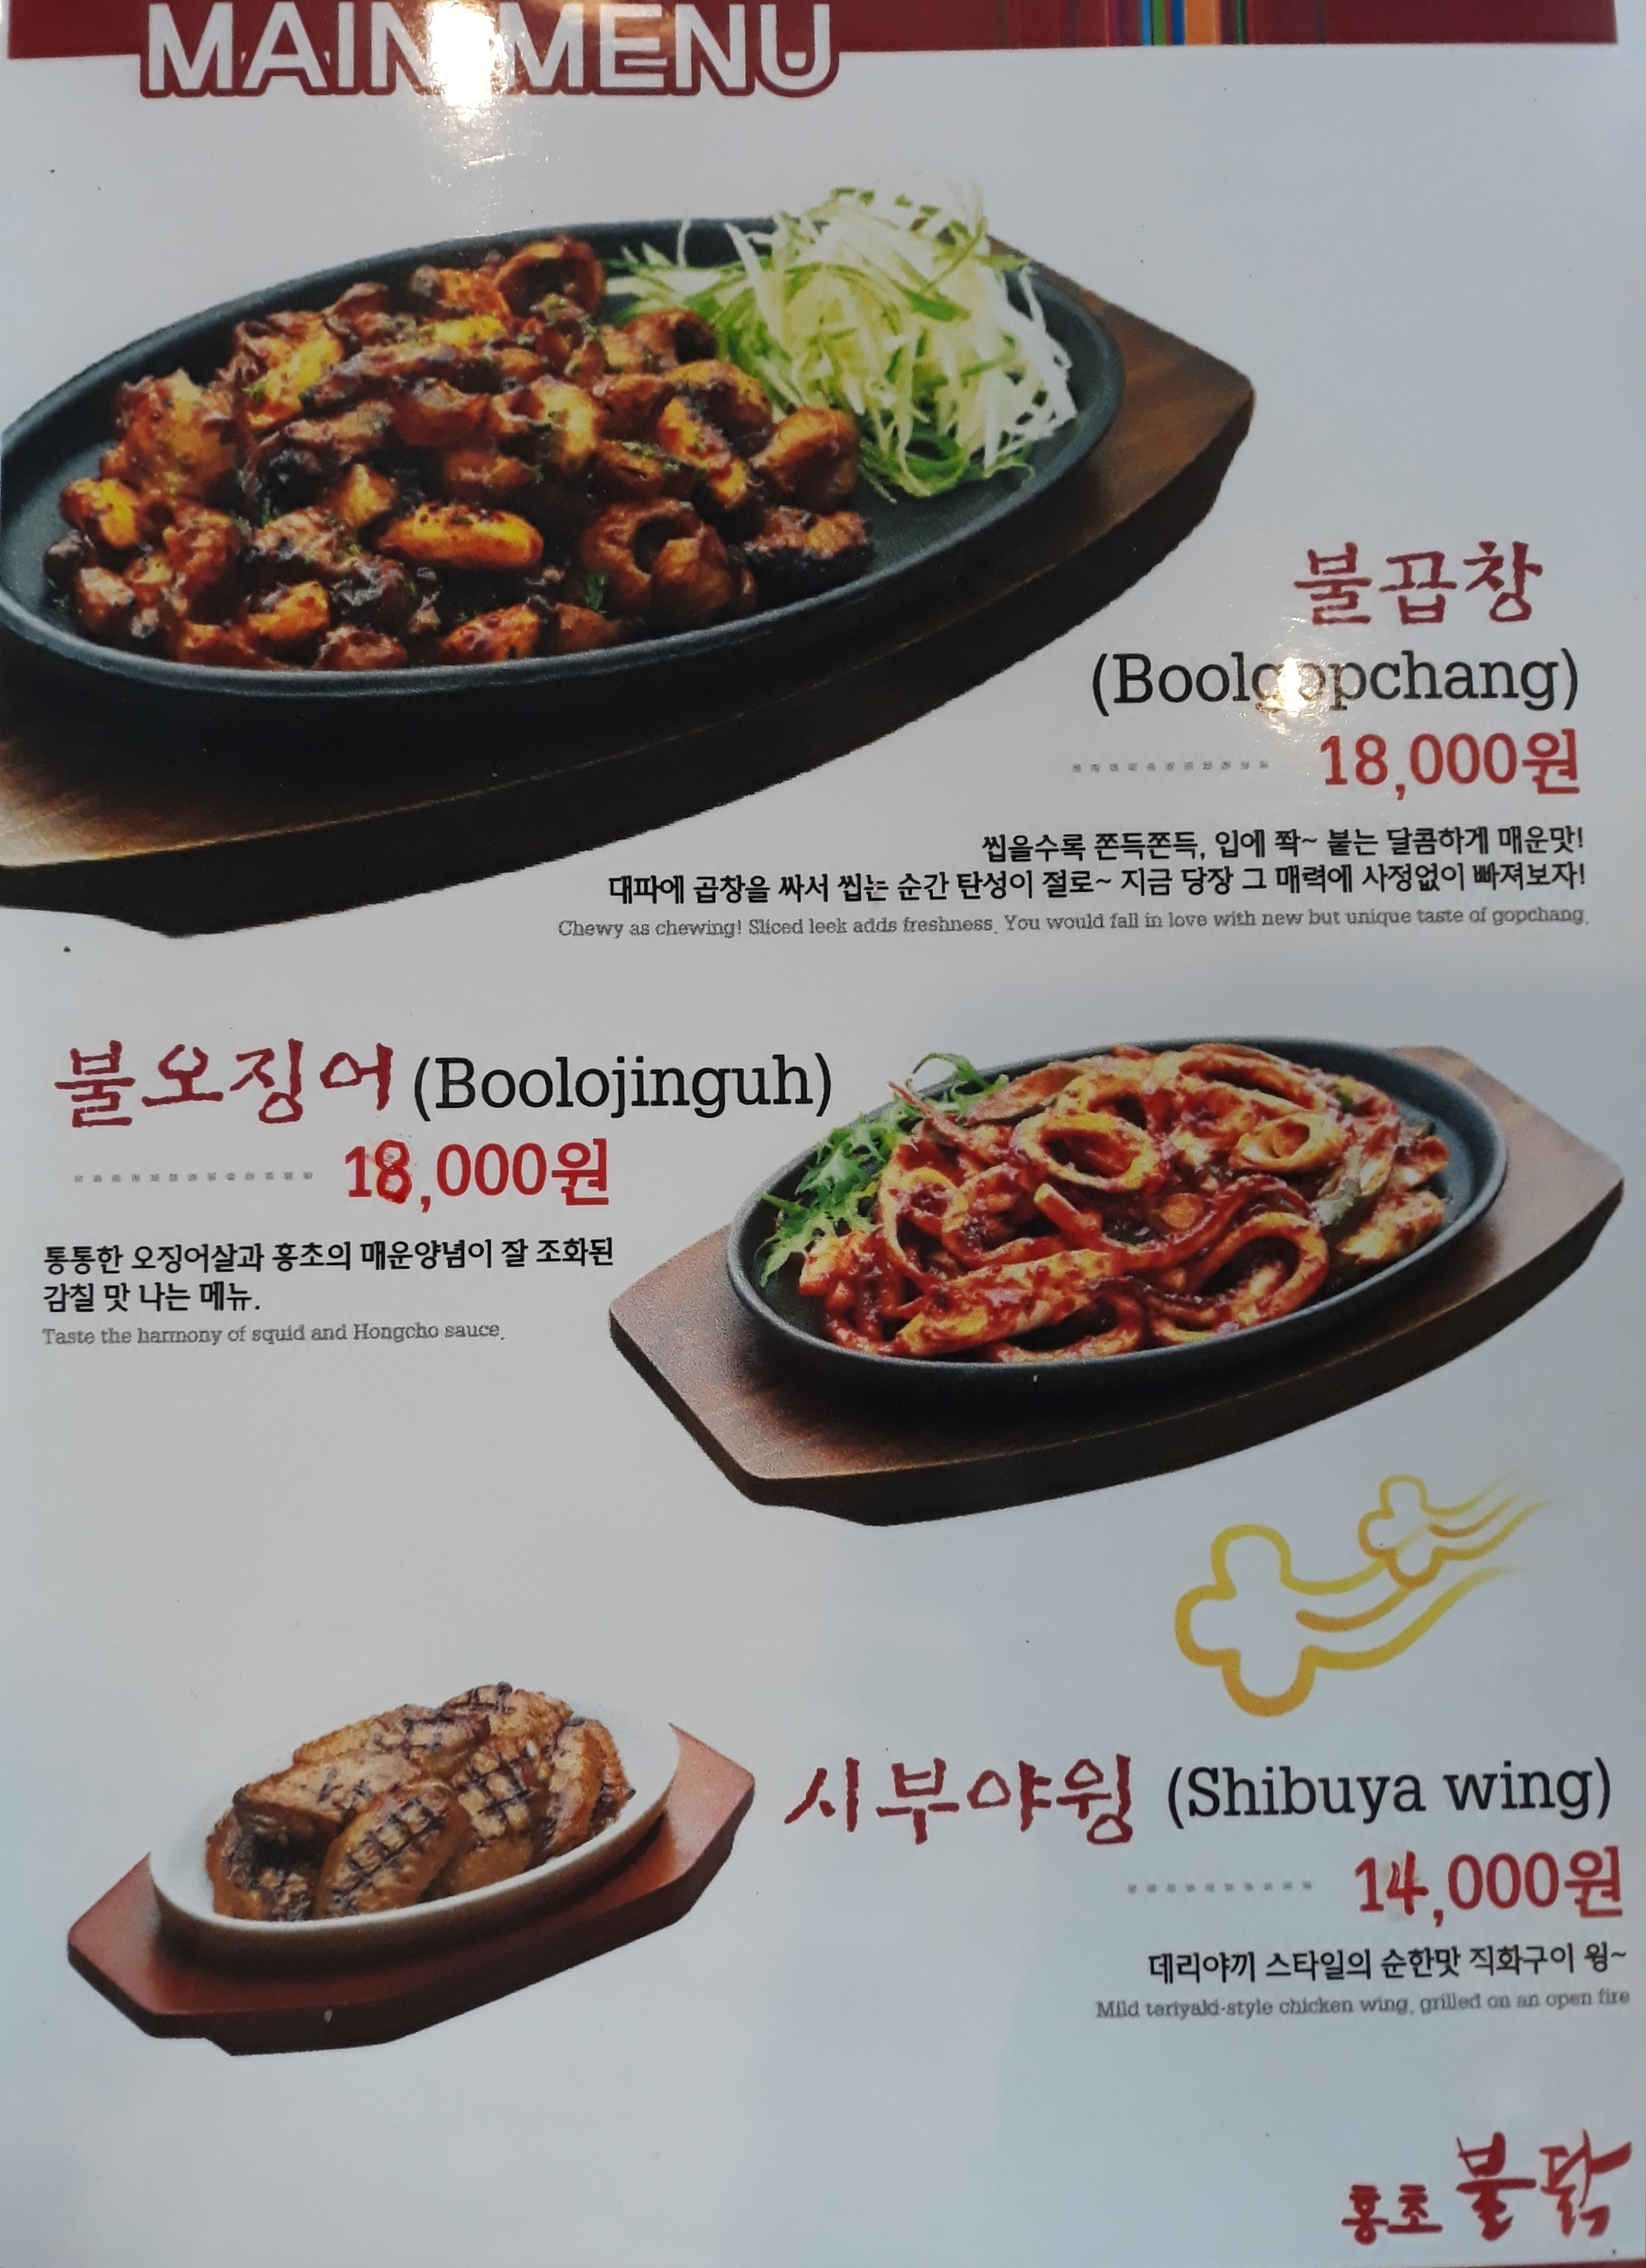 MAIN MENU
불곱창
(Boolgopchang)
18,000원
씹을수록 쫀득쫀득, 입에 쫙~ 붙는 달콤하게 매운맛!
대파에 곱창을 싸서 씹는 순간 탄성이 절로~ 지금 당장 그 매력에 사정없이 빠져보자!
Chewy as chewing! Sliced leek adds freshness. You would fall in love with new but unique taste of gopchang.
불오징어 (Boolojinguh)
18,000원
통통한 오징어살과 홍초의 매운양념이 잘 조화된
감칠 맛 나는 메뉴.
Taste the harmony of squid and Hongcho sauce.
시부야윙 (Shibuya wing)
14,000원
데리야끼 스타일의 순한맛 직화구이 윙~
Mild teriyaki-style chicken wing, grilled on an open fire
홍초불닭